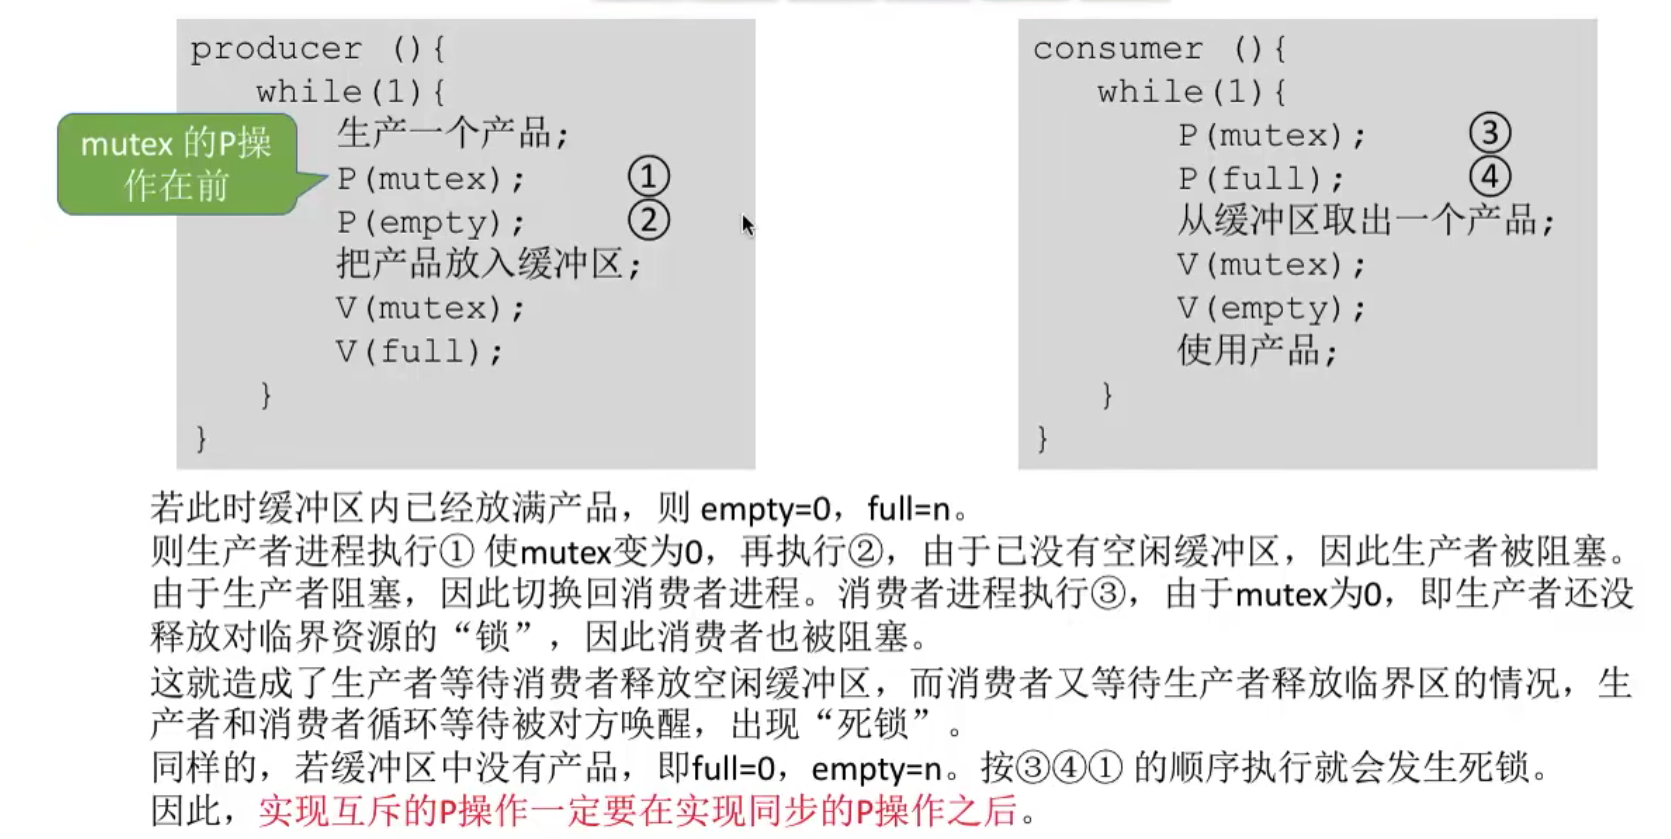 producer (){
while(1){
生产一个产品;
P(mutex); ①
P(empty); ②
把产品放入缓冲区;
V(mutex);
V(full);
}
}
mutex 的P操
作在前
consumer (){
while(1){
P(mutex); ③
P(full); ④
从缓冲区取出一个产品;
V(mutex);
V(empty);
使用产品;
}
}
若此时缓冲区内已经放满产品，则 empty=0，full=n。
则生产者进程执行① 使mutex变为0，再执行②，由于已没有空闲缓冲区，因此生产者被阻塞。
由于生产者阻塞，因此切换回消费者进程。消费者进程执行③，由于mutex为0，即生产者还没
释放对临界资源的“锁”，因此消费者也被阻塞。
这就造成了生产者等待消费者释放空闲缓冲区，而消费者又等待生产者释放临界区的情况，生
产者和消费者循环等待被对方唤醒，出现“死锁”。
同样的，若缓冲区中没有产品，即full=0，empty=n。按③④① 的顺序执行就会发生死锁。
因此，实现互斥的P操作一定要在实现同步的P操作之后。